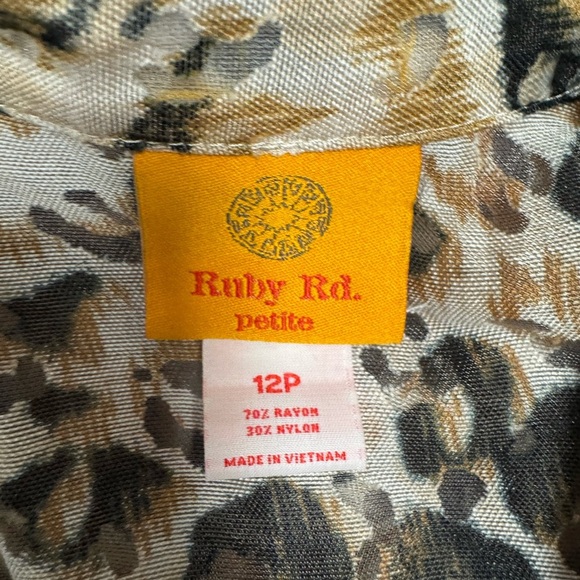 Ruby Rd.
petite
12P
70% RAYON
30% NYLON
MADE IN VIETNAM